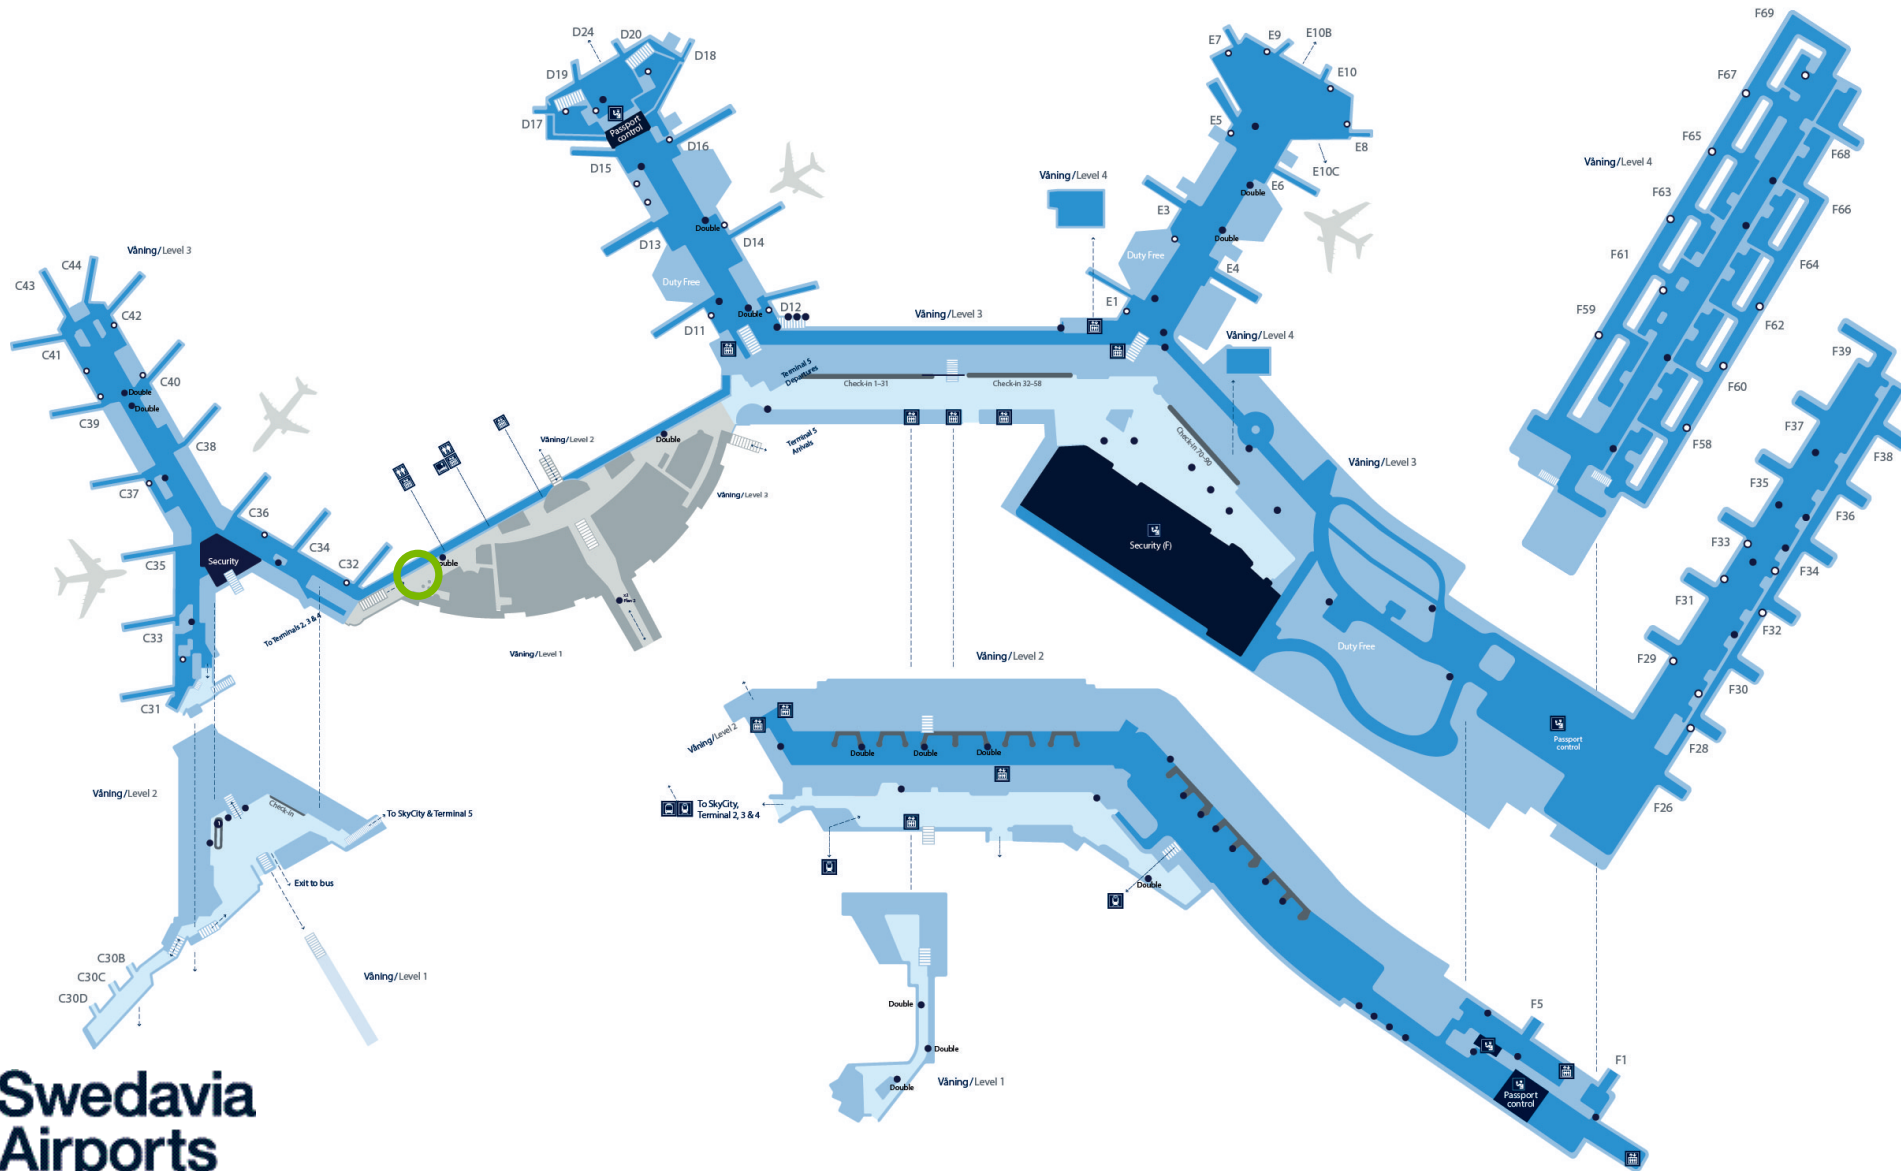 D24
D20
D18
D19
D17
Passport
control
D16
D15
D13
D14
Double
Duty Free
D12
Double
D11
E7
E9
E10B
E10
E5
E8
E10C
E6
Double
E3
Double
Duty Free
E4
E1
Våning/Level 4
Våning/Level 3
Våning/Level 4
F69
F67
F65
Våning/Level 4
F68
F63
F66
F61
F64
F59
F62
F60
F58
F39
F37
F38
F35
F36
F33
F34
F31
F32
F29
F30
F28
F26
Våning/Level 3
C44
C43
C42
C41
C40
Double
Double
C39
C38
C37
C36
C34
C35
C32
Security
C33
C31
To Terminals 2, 3 & 4
Våning/Level 2
Double
Double
Våning/Level 3
Våning/Level 1
Terminal 5
Departures
Terminal 5
Arrivals
Check-in 1–31
Check-in 32–58
Check-in 70–90
Våning/Level 3
Security (F)
Duty Free
Passport
control
Våning/Level 2
Våning/Level 2
Double
Double
Double
To SkyCity,
Terminal 2, 3 & 4
Double
Double
Double
Double
Våning/Level 1
F5
F1
Passport
control
Våning/Level 2
Check-in
To SkyCity & Terminal 5
Exit to bus
C30B
C30C
C30D
Våning/Level 1
Swedavia
Airports